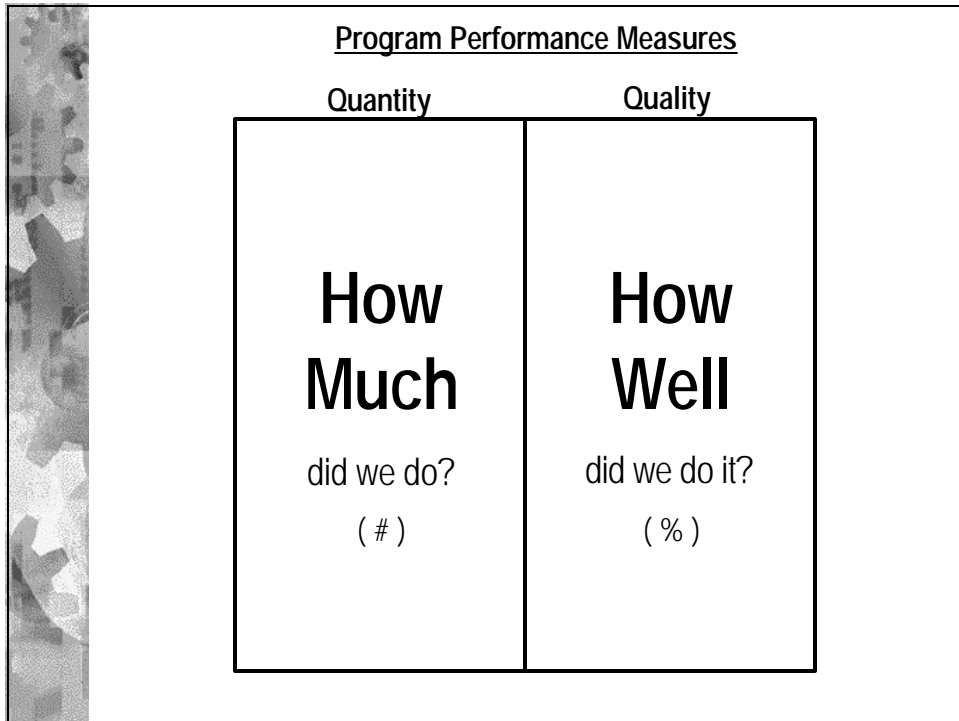 Program Performance Measures
Quantity Quality
How
Much
did we do?
( # )
How
Well
did we do it?
( % )